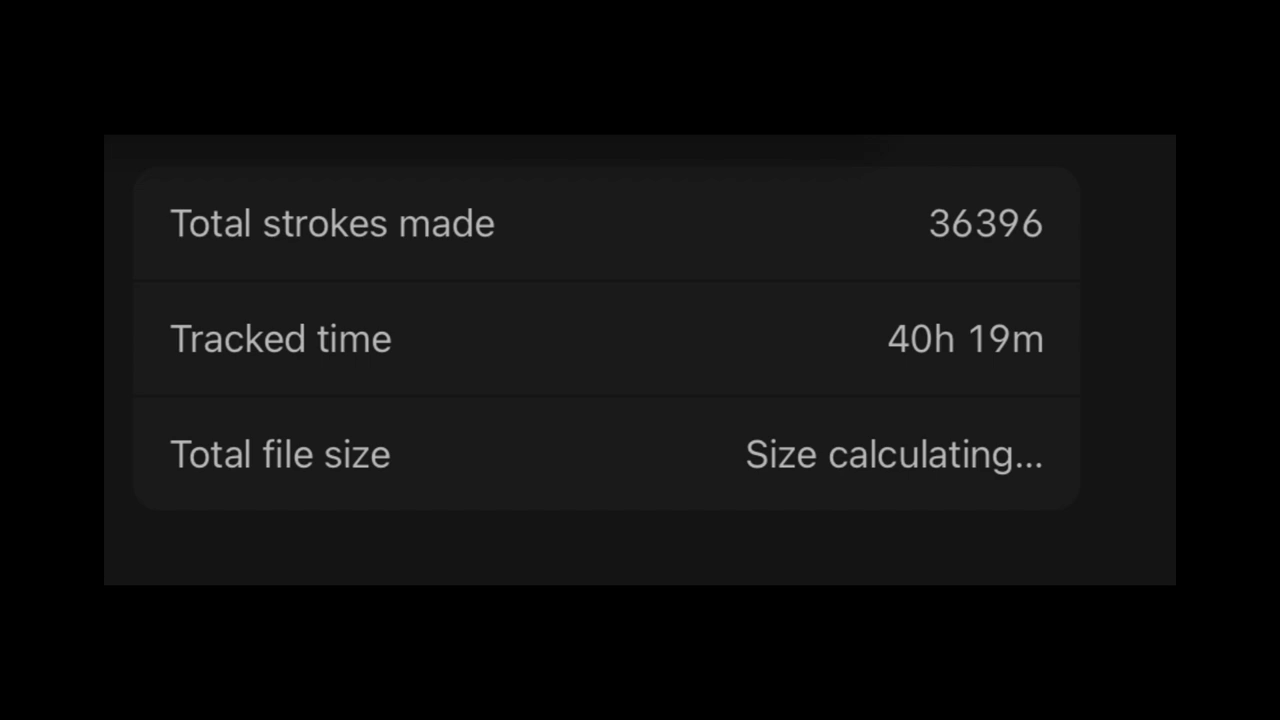 Total strokes made 36396
Tracked time 40h 19m
Total file size Size calculating...